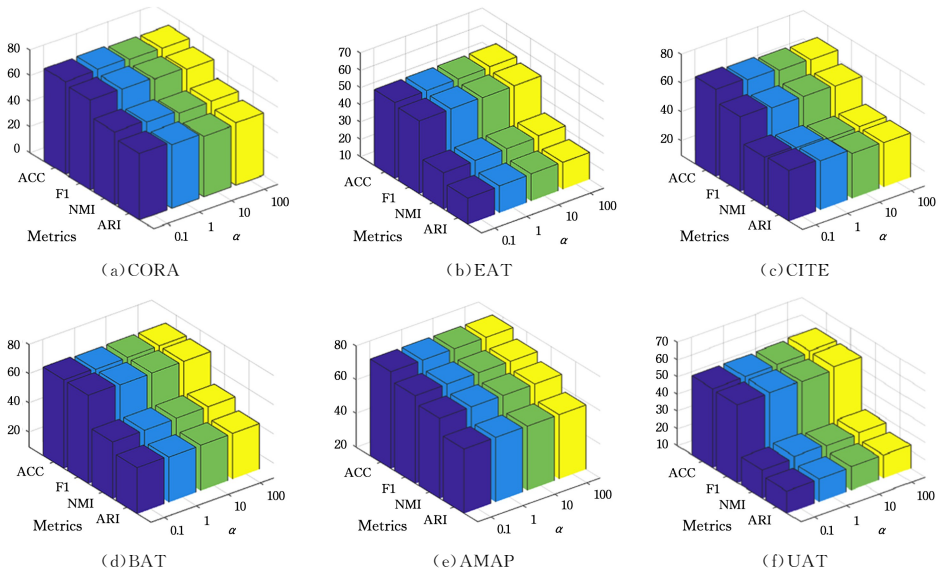 80
60
40
20
0
ACC
F1
NMI
ARI
Metrics
0.1
1
10
100
α
(a)CORA
70
60
50
40
30
20
10
ACC
F1
NMI
ARI
Metrics
0.1
1
10
100
α
(b)EAT
80
60
40
20
ACC
F1
NMI
ARI
Metrics
0.1
1
10
100
α
(c)CITE
80
60
40
20
ACC
F1
NMI
ARI
Metrics
0.1
1
10
100
α
(d)BAT
80
60
40
20
ACC
F1
NMI
ARI
Metrics
0.1
1
10
100
α
(e)AMAP
70
60
50
40
30
20
10
ACC
F1
NMI
ARI
Metrics
0.1
1
10
100
α
(f)UAT